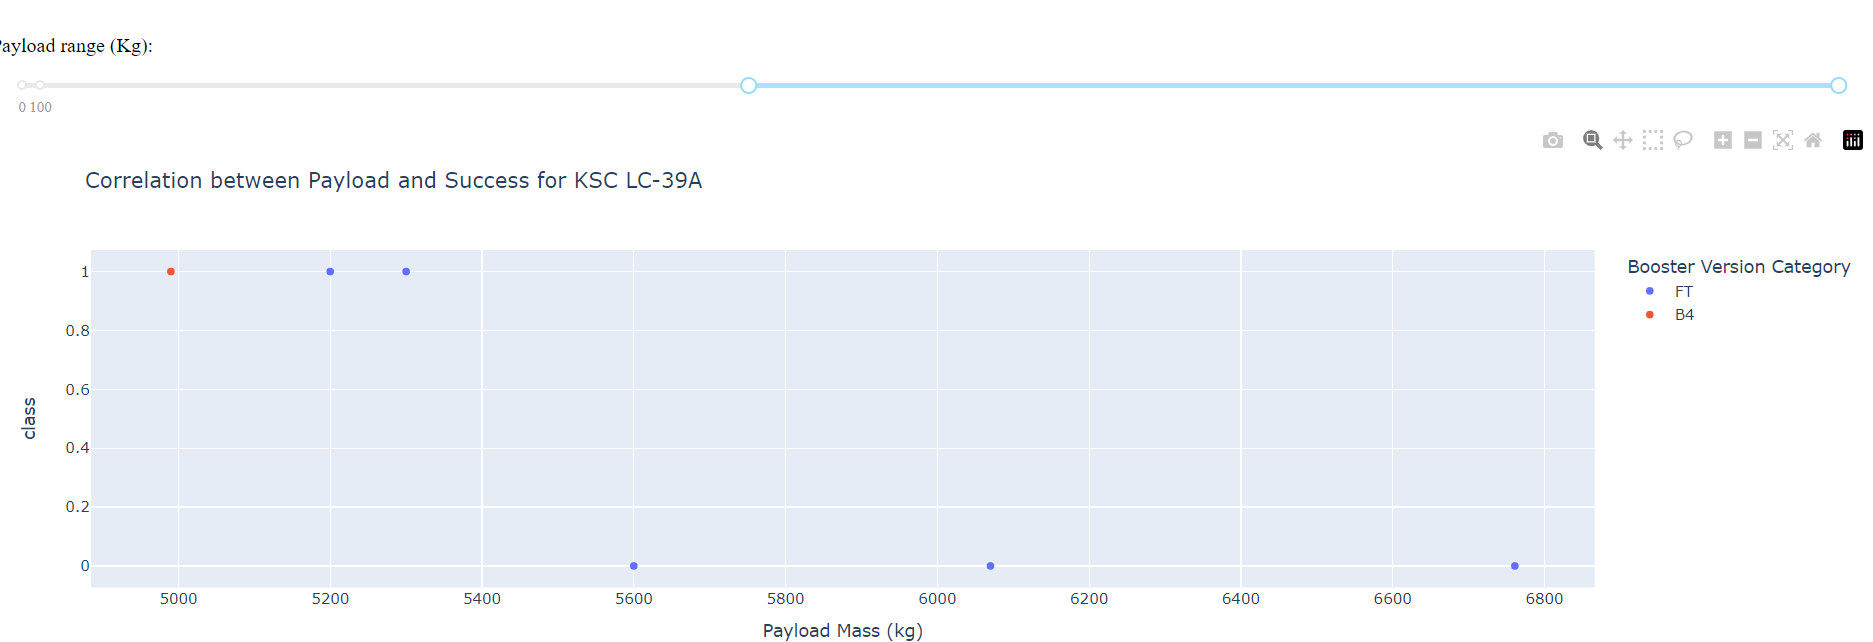 ayload range (Kg):
0 100
Correlation between Payload and Success for KSC LC-39A
Booster Version Category
FT
B4
class
1
0.8
0.6
0.4
0.2
0
5000 5200 5400 5600 5800 6000 6200 6400 6600 6800
Payload Mass (kg)